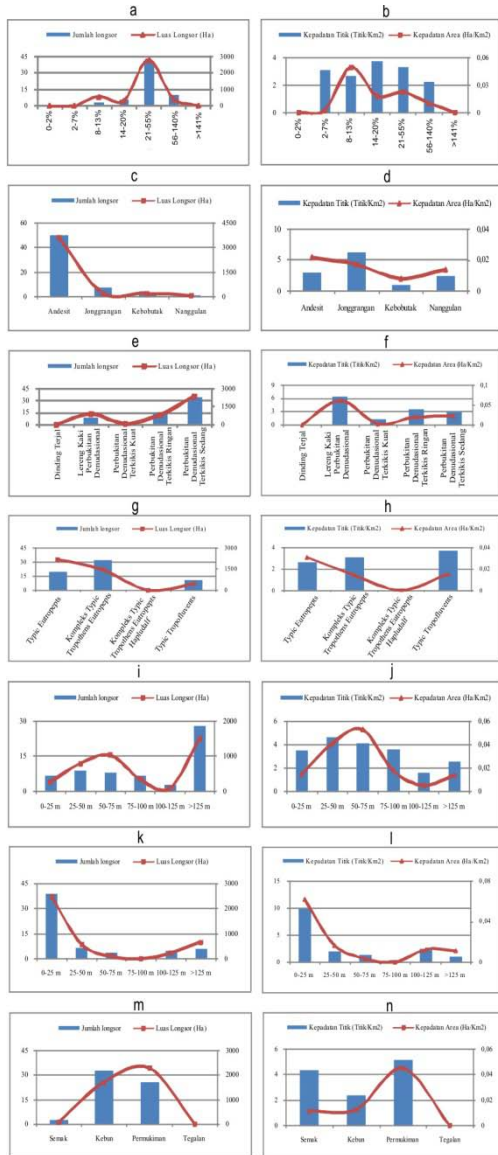 a
Jumlah longsor Luas Longsor (Ha)
45 3000
30 2000
15 1000
0 0
0-2% 2-7% 8-13% 14-20% 21-55% 56-140% >141%
b
Kepadatan Titik (Titik/Km2) Kepadatan Area (Ha/Km2)
4 0,06
2 0,03
0 0
0-2% 2-7% 8-13% 14-20% 21-55% 56-140% >141%
c
Jumlah longsor Luas Longsor (Ha)
60 4500
40 3000
20 1500
0 0
Andesit Jonggrangan Kebobutak Nanggulan
d
Kepadatan Titik (Titik/Km2) Kepadatan Area (Ha/Km2)
10 0,04
5 0,02
0 0
Andesit Jonggrangan Kebobutak Nanggulan
e
Jumlah longsor Luas Longsor (Ha)
45 3000
30 2000
15 1000
0 0
Dinding Terjal
Lereng Kaki
Perbukitan
Demudasional
Perbukitan
Demudasional
Terkikis Kuat
Perbukitan
Demudasional
Terkikis Ringan
Perbukitan
Demudasional
Terkikis Sedang
f
Kepadatan Titik (Titik/Km2) Kepadatan Area (Ha/Km2)
9 0,1
6
3 0,05
0 0
Dinding Terjal
Lereng Kaki
Perbukitan
Demudasional
Perbukitan
Demudasional
Terkikis Kuat
Perbukitan
Demudasional
Terkikis Ringan
Perbukitan
Demudasional
Terkikis Sedang
g
Jumlah longsor Luas Longsor (Ha)
45 3000
30 2000
15 1000
0 0
Typic Eutropepts
Kompleks Typic
Tropothens Eutropepts
Kompleks Typic
Tropothens Eutropepts
Hapludalf
Typic Tropofluvents
h
Kepadatan Titik (Titik/Km2) Kepadatan Area (Ha/Km2)
4 0,04
2 0,02
0 0
Typic Eutropepts
Kompleks Typic
Tropothens Eutropepts
Kompleks Typic
Tropothens Eutropepts
Hapludalf
Typic Tropofluvents
i
Jumlah longsor Luas Longsor (Ha)
30 2000
15 1000
0 0
0-25 m 25-50 m 50-75 m 75-100 m 100-125 m >125 m
j
Kepadatan Titik (Titik/Km2) Kepadatan Area (Ha/Km2)
6 0,06
4 0,04
2 0,02
0 0
0-25 m 25-50 m 50-75 m 75-100 m 100-125 m >125 m
k
Jumlah longsor Luas Longsor (Ha)
45 3000
30 2000
15 1000
0 0
0-25 m 25-50 m 50-75 m 75-100 m 100-125 m >125 m
l
Kepadatan Titik (Titik/Km2) Kepadatan Area (Ha/Km2)
15 0,08
10
5 0,04
0 0
0-25 m 25-50 m 50-75 m 75-100 m 100-125 m >125 m
m
Jumlah longsor Luas Longsor (Ha)
45 3000
30 2000
15 1000
0 0
Semak Kebun Permukiman Tegalan
n
Kepadatan Titik (Titik/Km2) Kepadatan Area (Ha/Km2)
6 0,06
4 0,04
2 0,02
0 0
Semak Kebun Permukiman Tegalan